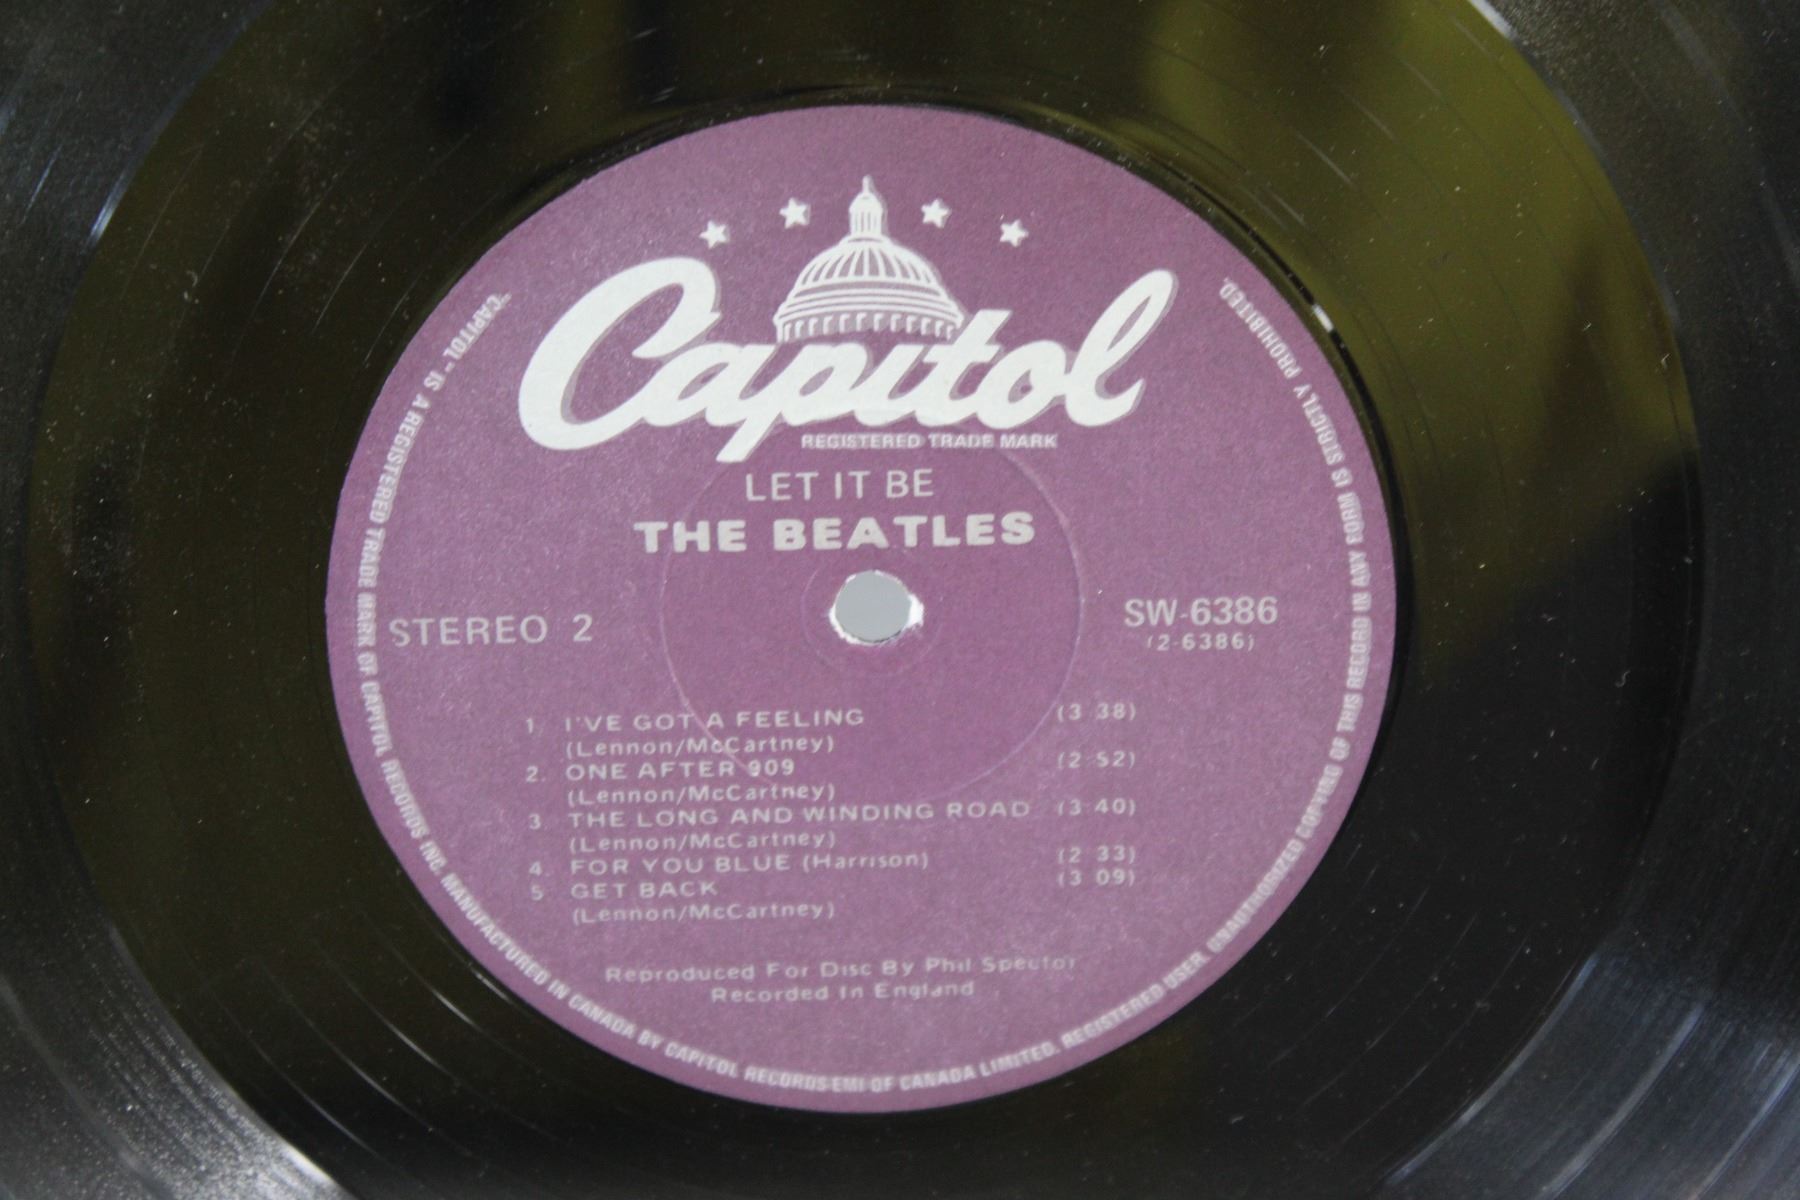 Capitol
REGISTERED TRADE MARK
LET IT BE
THE BEATLES
STEREO 2
SW-6386
(2-6386)
1. I'VE GOT A FEELING (3 38)
(Lennon/McCartney)
2. ONE AFTER 909 (2:52)
(Lennon/McCartney)
3. THE LONG AND WINDING ROAD (3 40)
(Lennon/McCartney)
4. FOR YOU BLUE (Harrison) (2 33)
5. GET BACK (3 09)
(Lennon/McCartney)
Reproduced For Disc By Phil Spector
Recorded In England
"CAPITOL" IS A REGISTERED TRADE MARK OF CAPITOL RECORDS INC. MANUFACTURED IN CANADA BY CAPITOL RECORDS-EMI OF CANADA LIMITED. REGISTERED USER. UNAUTHORIZED COPYING OF THIS RECORD IN ANY FORM IS STRICTLY PROHIBITED.